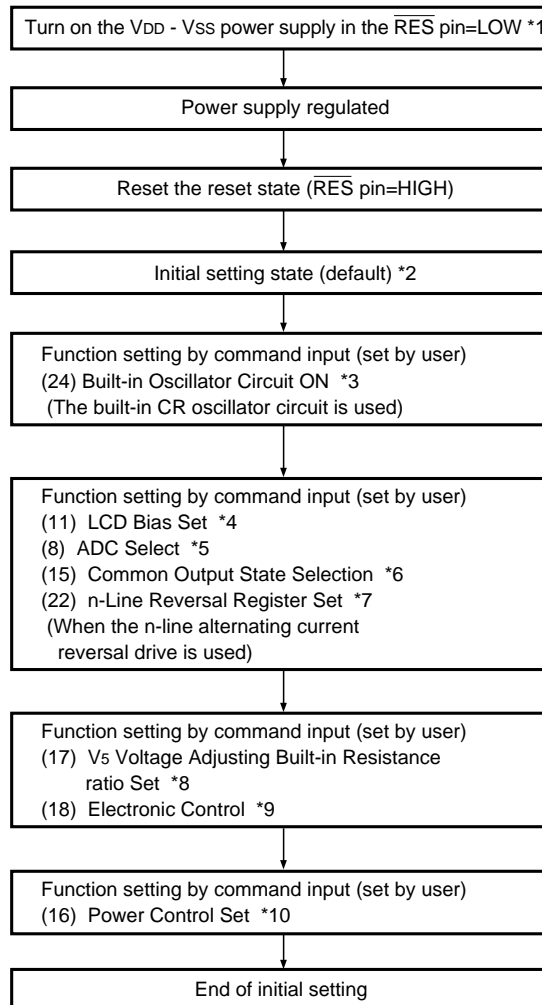 Turn on the VDD - VSS power supply in the RES pin=LOW *1
Power supply regulated
Reset the reset state (RES pin=HIGH)
Initial setting state (default) *2
Function setting by command input (set by user)
(24) Built-in Oscillator Circuit ON *3
(The built-in CR oscillator circuit is used)
Function setting by command input (set by user)
(11) LCD Bias Set *4
(8) ADC Select *5
(15) Common Output State Selection *6
(22) n-Line Reversal Register Set *7
(When the n-line alternating current
reversal drive is used)
Function setting by command input (set by user)
(17) V5 Voltage Adjusting Built-in Resistance
ratio Set *8
(18) Electronic Control *9
Function setting by command input (set by user)
(16) Power Control Set *10
End of initial setting